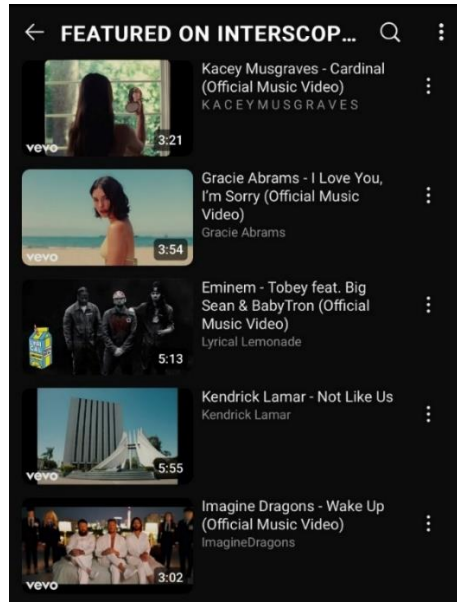 FEATURED ON INTERSCOP...
Kacey Musgraves - Cardinal
(Official Music Video)
KACEYMUSGRAVES
vevo
3:21
Gracie Abrams - I Love You,
I'm Sorry (Official Music
Video)
Gracie Abrams
vevo
3:54
Eminem - Tobey feat. Big
Sean & BabyTron (Official
Music Video)
Lyrical Lemonade
5:13
Kendrick Lamar - Not Like Us
Kendrick Lamar
vevo
5:55
Imagine Dragons - Wake Up
(Official Music Video)
ImagineDragons
vevo
3:02